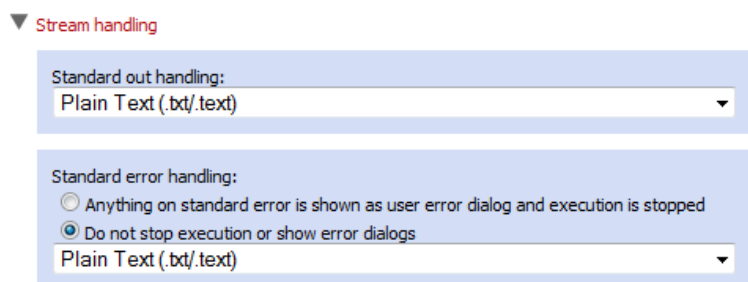 Stream handling
Standard out handling:
Plain Text (.txt/.text)
Standard error handling:
Anything on standard error is shown as user error dialog and execution is stopped
Do not stop execution or show error dialogs
Plain Text (.txt/.text)